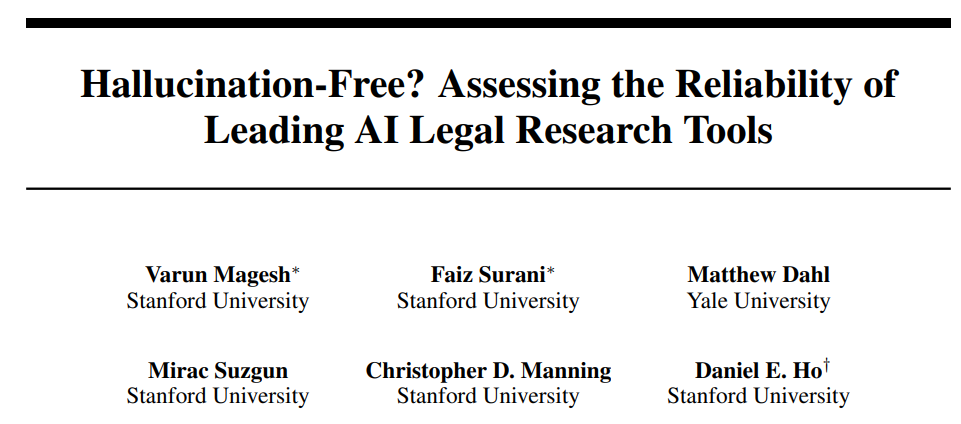 Hallucination-Free? Assessing the Reliability of
Leading AI Legal Research Tools
Varun Magesh* Faiz Surani* Matthew Dahl
Stanford University Stanford University Yale University
Mirac Suzgun Christopher D. Manning Daniel E. Ho†
Stanford University Stanford University Stanford University